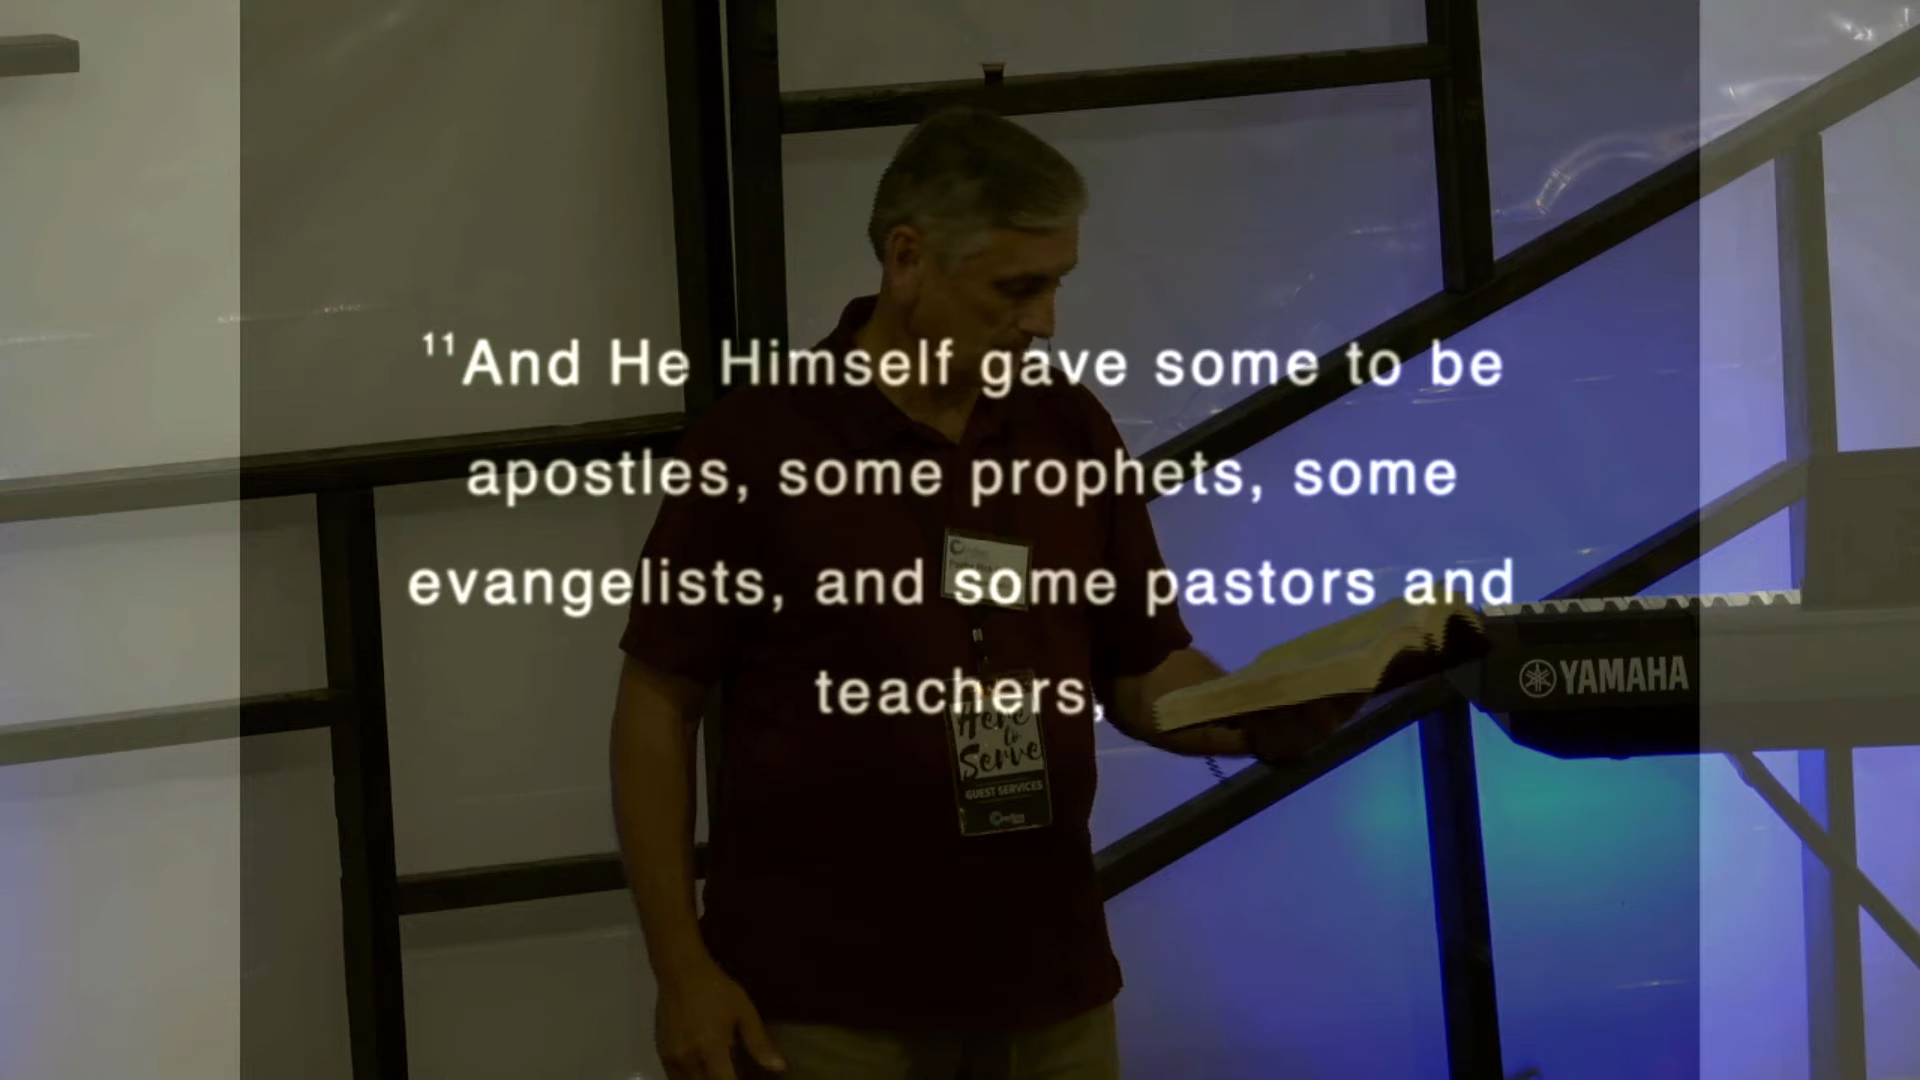 ¹¹And He Himself gave some to be
apostles, some prophets, some
evangelists, and some pastors and
teachers,
YAMAHA
Here
to
Serve
GUEST SERVICES